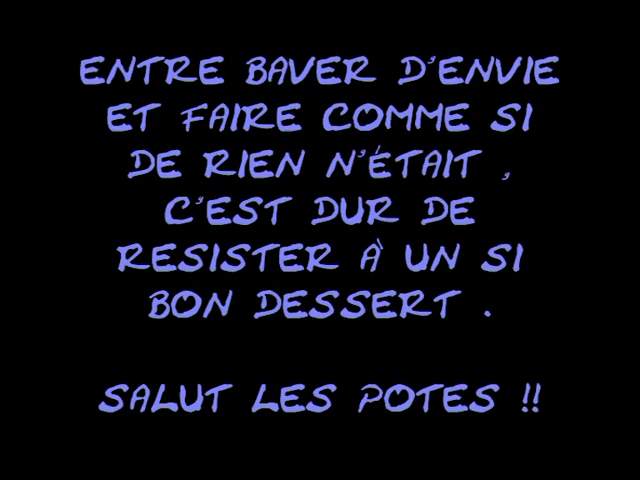 ENTRE BAVER D'ENVIE
ET FAIRE COMME SI
DE RIEN N'ÉTAIT ,
C'EST DUR DE
RESISTER À UN SI
BON DESSERT .
SALUT LES POTES !!